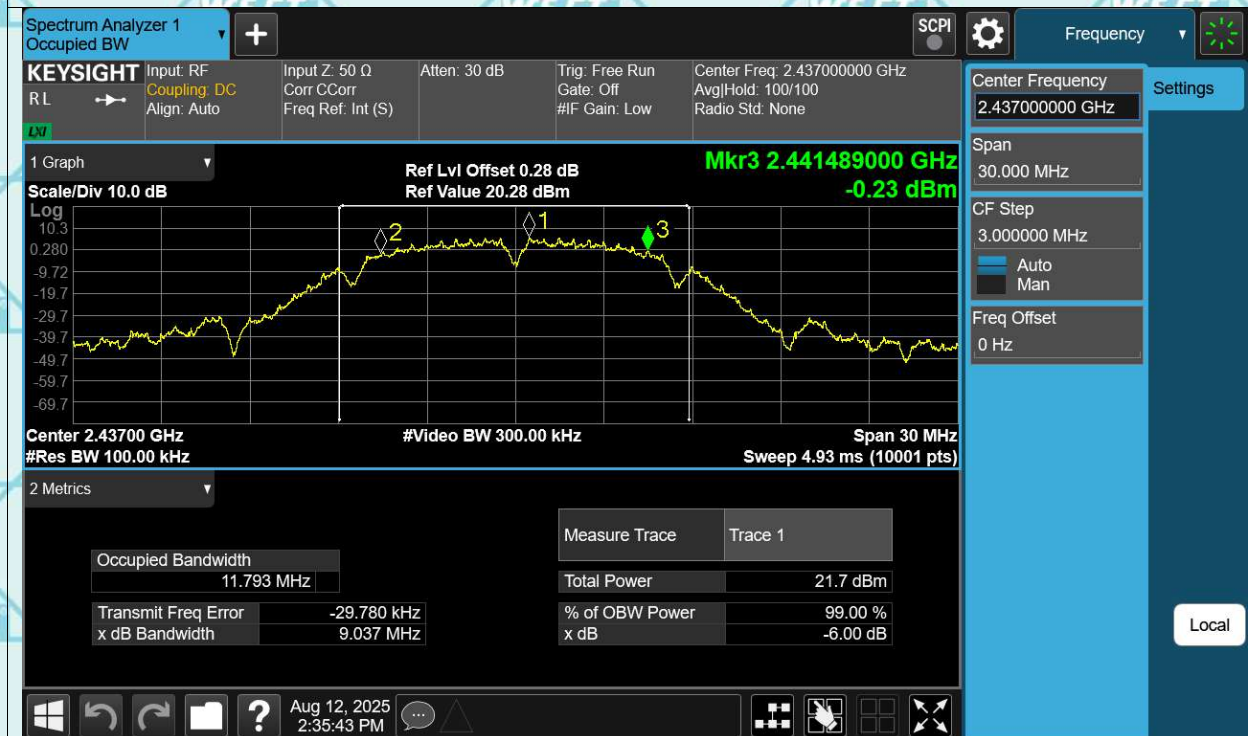 Spectrum Analyzer 1
Occupied BW
+
SCPI
Frequency
KEYSIGHT
RL
LXI
Input: RF
Coupling: DC
Align: Auto
Input Z: 50 Ω
Corr CCorr
Freq Ref: Int (S)
Atten: 30 dB
Trig: Free Run
Gate: Off
#IF Gain: Low
Center Freq: 2.437000000 GHz
Avg|Hold: 100/100
Radio Std: None
Center Frequency
2.437000000 GHz
Settings
Span
30.000 MHz
CF Step
3.000000 MHz
Auto
Man
Freq Offset
0 Hz
1 Graph
Scale/Div 10.0 dB
Ref Lvl Offset 0.28 dB
Ref Value 20.28 dBm
Mkr3 2.441489000 GHz
-0.23 dBm
Log
10.3
0.280
-9.72
-19.7
-29.7
-39.7
-49.7
-59.7
-69.7
2
1
3
Center 2.43700 GHz
#Video BW 300.00 kHz
Span 30 MHz
#Res BW 100.00 kHz
Sweep 4.93 ms (10001 pts)
2 Metrics
Measure Trace Trace 1
Occupied Bandwidth
11.793 MHz
Total Power 21.7 dBm
Transmit Freq Error -29.780 kHz
% of OBW Power 99.00 %
x dB Bandwidth 9.037 MHz
x dB -6.00 dB
Local
?
Aug 12, 2025
2:35:43 PM